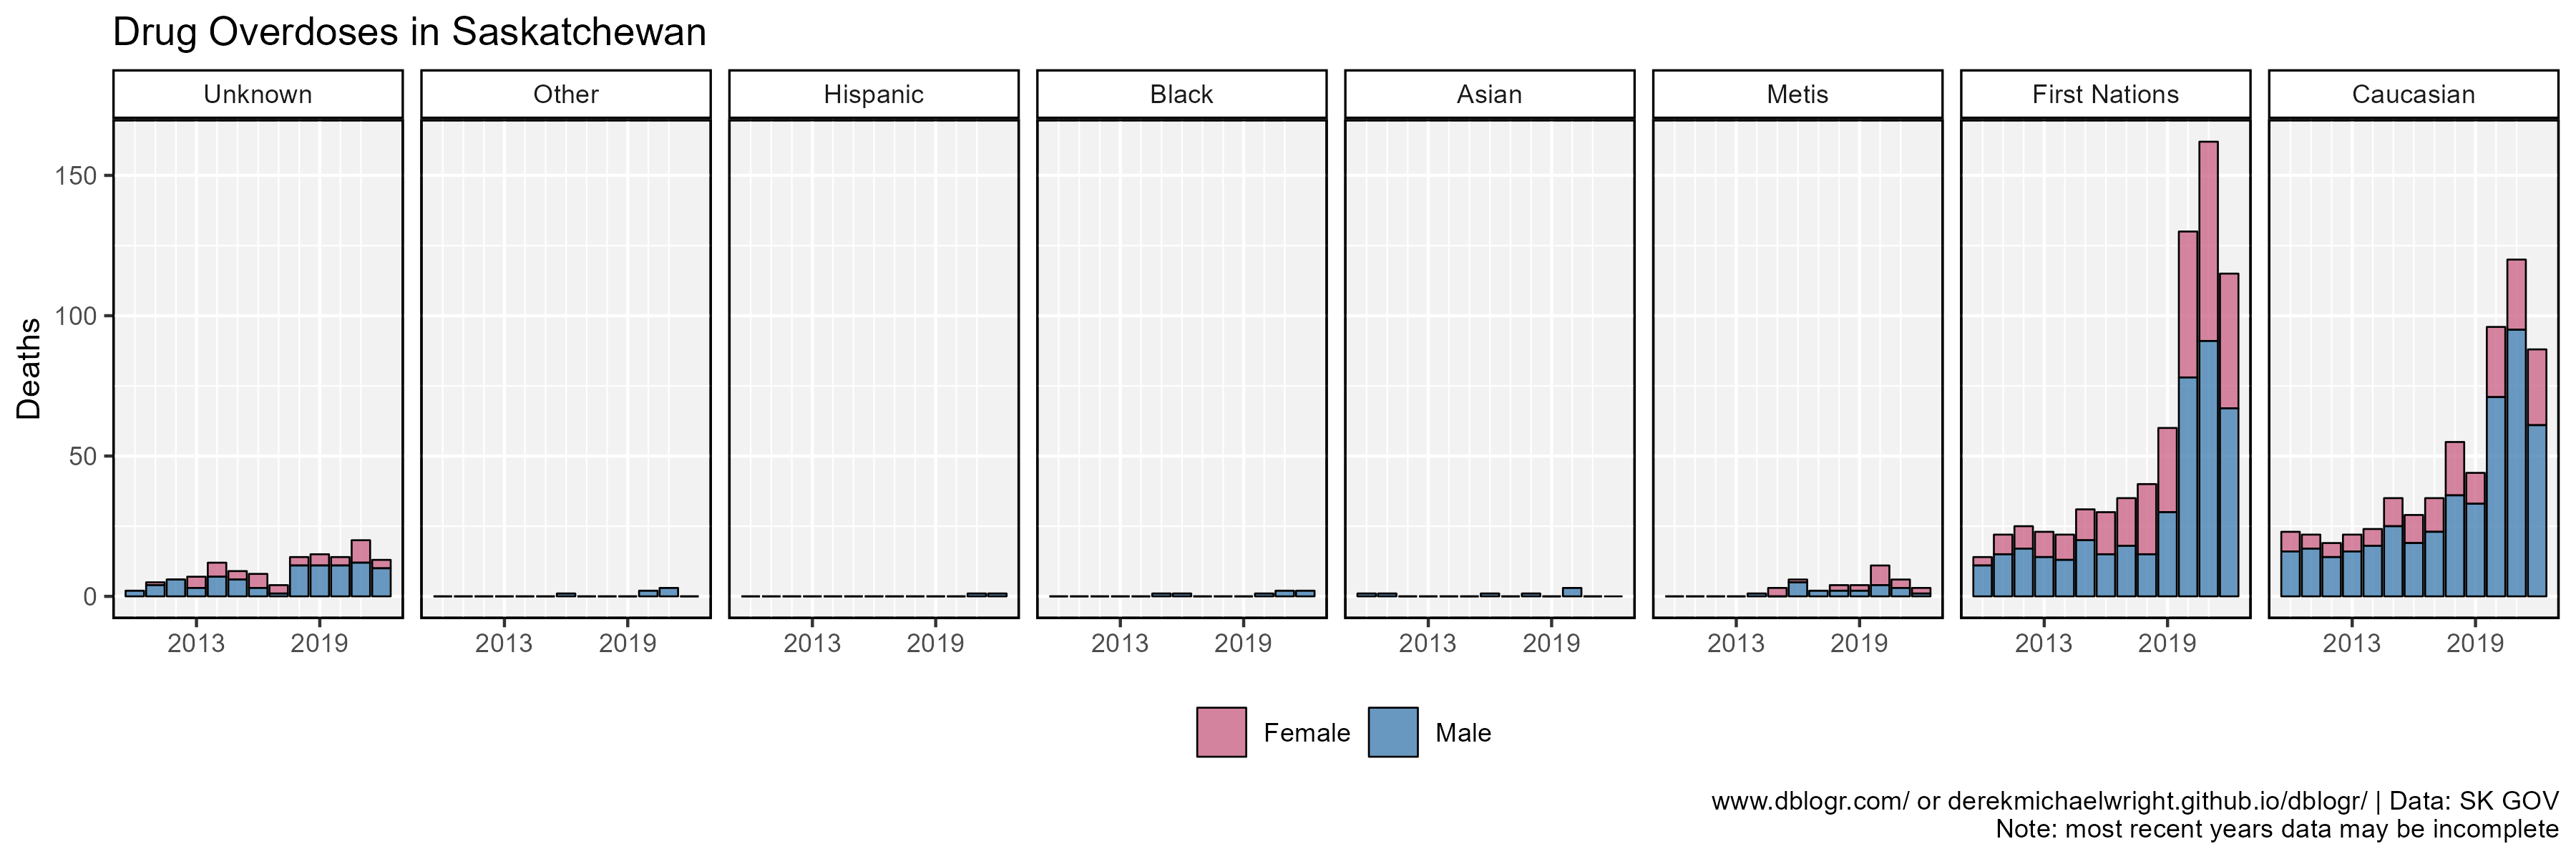 Drug Overdoses in Saskatchewan
Unknown
Other
Hispanic
Black
Asian
Metis
First Nations
Caucasian
Deaths
150
100
50
0
2013 2019
2013 2019
2013 2019
2013 2019
2013 2019
2013 2019
2013 2019
2013 2019
Female
Male
www.dblogr.com/ or derekmichaelwright.github.io/dblogr/ | Data: SK GOV
Note: most recent years data may be incomplete